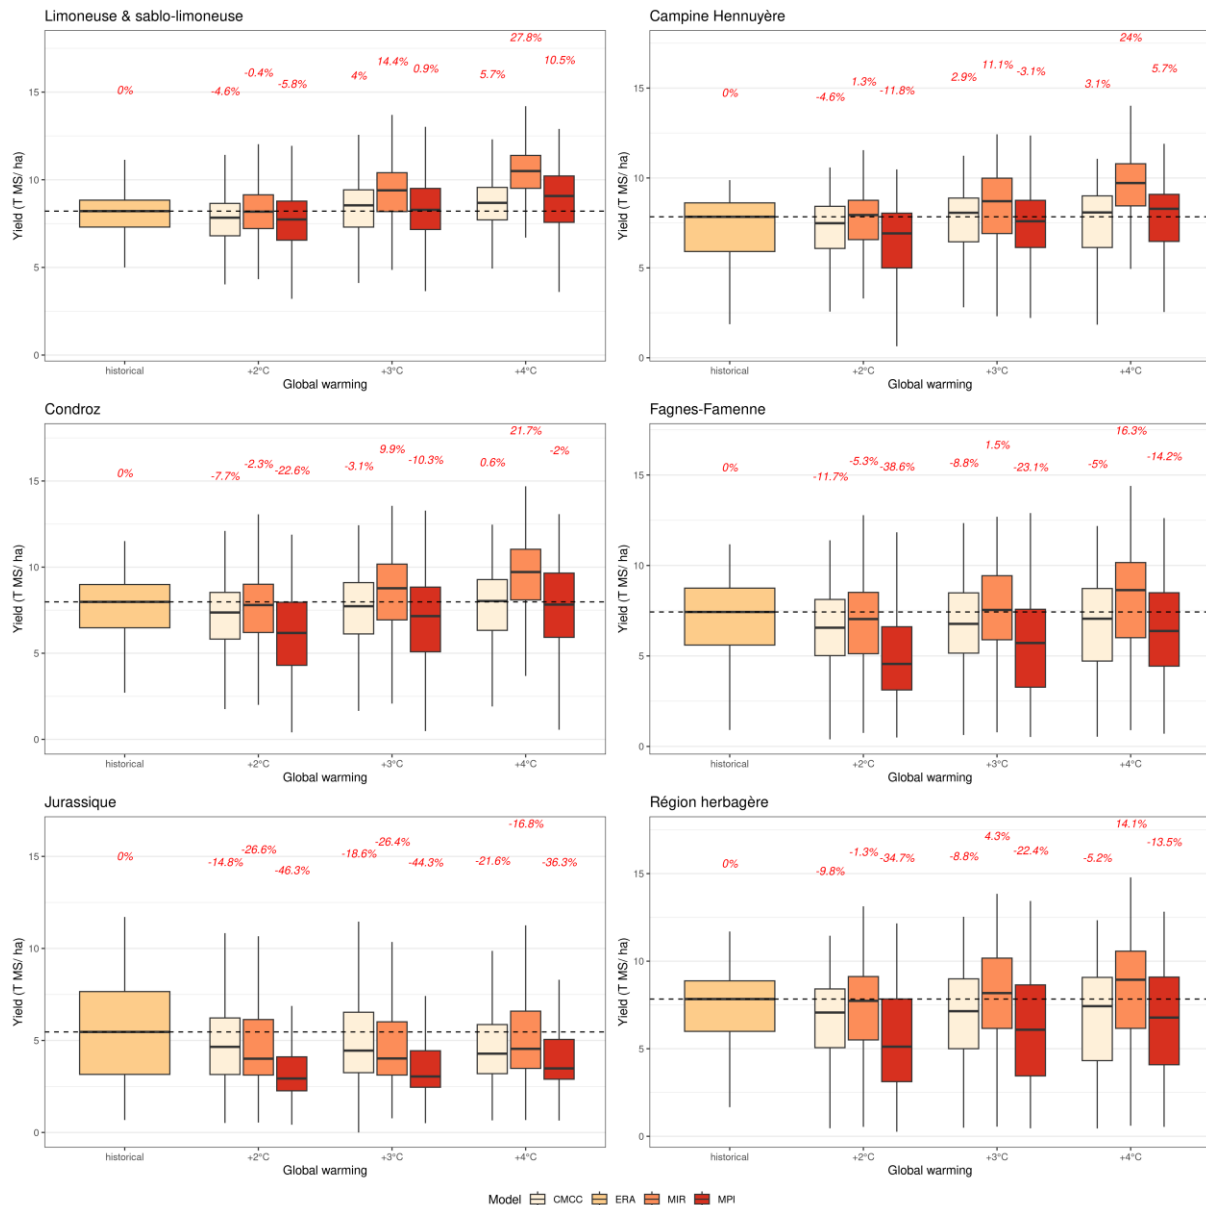 Limoneuse & sablo-limoneuse
27.8%
14.4%
10.5%
-0.4%
4%
0.9%
5.7%
0%
-4.6%
-5.8%
15
10
5
0
Yield (T MS/ ha)
historical
+2°C
+3°C
+4°C
Global warming
Campine Hennuyère
24%
11.1%
1.3%
2.9%
-3.1%
5.7%
0%
-4.6%
-11.8%
3.1%
15
10
5
0
Yield (T MS/ ha)
historical
+2°C
+3°C
+4°C
Global warming
Condroz
21.7%
9.9%
-2%
0%
-7.7%
-2.3%
-22.6%
-3.1%
-10.3%
0.6%
15
10
5
0
Yield (T MS/ ha)
historical
+2°C
+3°C
+4°C
Global warming
Fagnes-Famenne
16.3%
1.5%
-14.2%
0%
-11.7%
-5.3%
-38.6%
-8.8%
-23.1%
-5%
15
10
5
0
Yield (T MS/ ha)
historical
+2°C
+3°C
+4°C
Global warming
Jurassique
-16.8%
-26.4%
0%
-14.8%
-26.6%
-46.3%
-18.6%
-44.3%
-21.6%
-36.3%
15
10
5
0
Yield (T MS/ ha)
historical
+2°C
+3°C
+4°C
Global warming
Région herbagère
14.1%
4.3%
-13.5%
0%
-9.8%
-1.3%
-34.7%
-8.8%
-22.4%
-5.2%
15
10
5
0
Yield (T MS/ ha)
historical
+2°C
+3°C
+4°C
Global warming
Model CMCC ERA MIR MPI